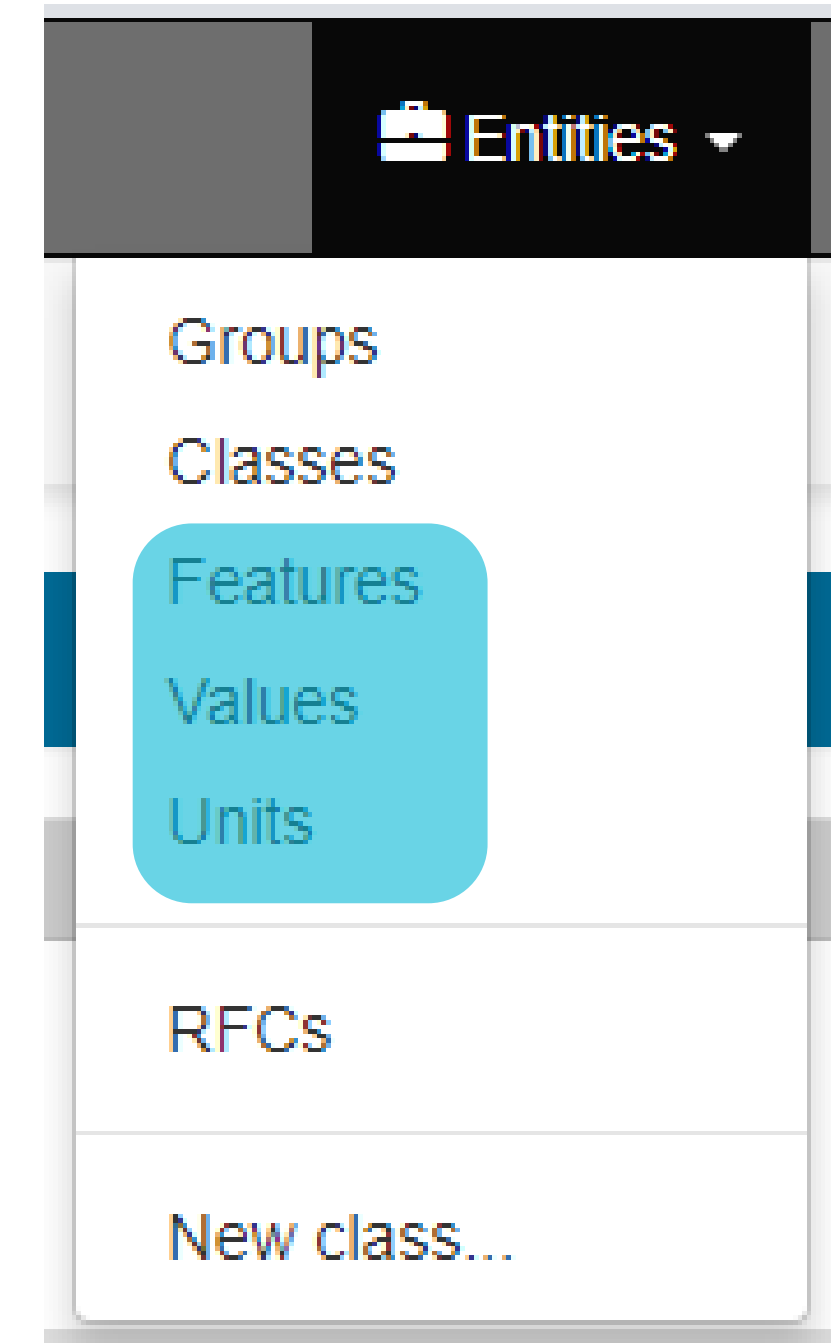 Entities
Groups
Classes
Features
Values
Units
RFCs
New class...